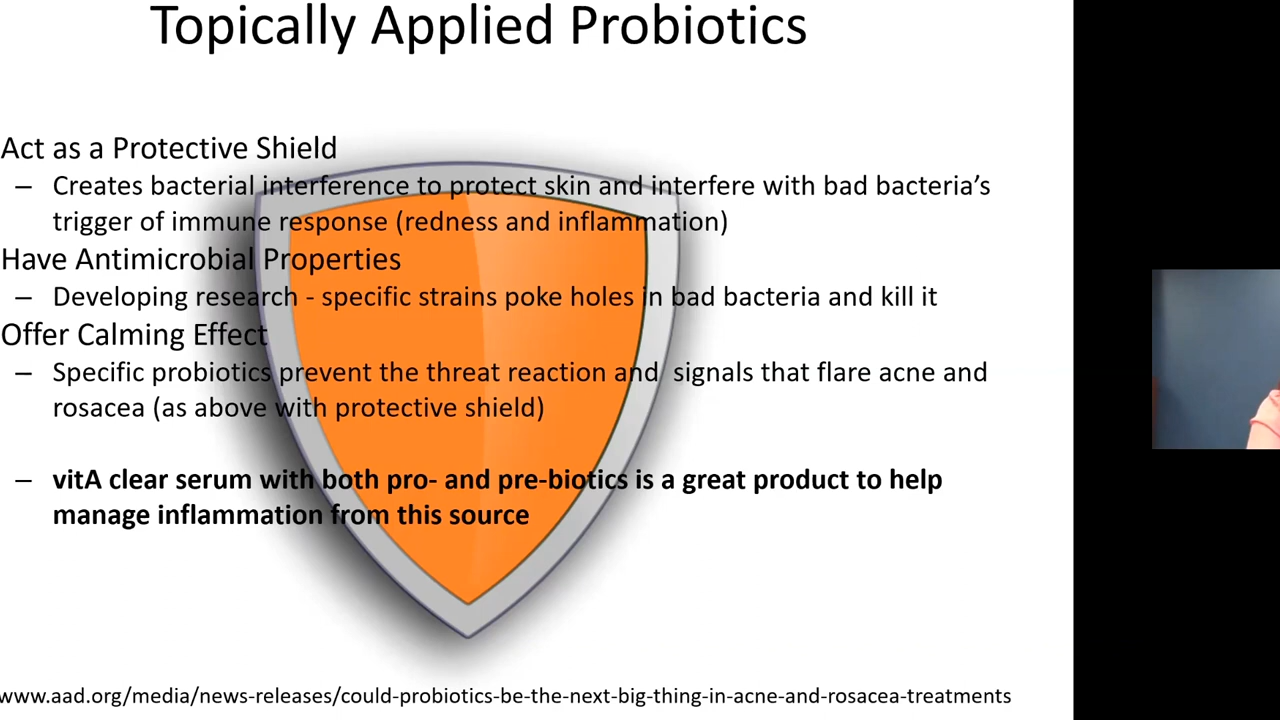 Topically Applied Probiotics
Act as a Protective Shield
– Creates bacterial interference to protect skin and interfere with bad bacteria’s
trigger of immune response (redness and inflammation)
Have Antimicrobial Properties
– Developing research - specific strains poke holes in bad bacteria and kill it
Offer Calming Effect
– Specific probiotics prevent the threat reaction and signals that flare acne and
rosacea (as above with protective shield)
– vitA clear serum with both pro- and pre-biotics is a great product to help
manage inflammation from this source
www.aad.org/media/news-releases/could-probiotics-be-the-next-big-thing-in-acne-and-rosacea-treatments